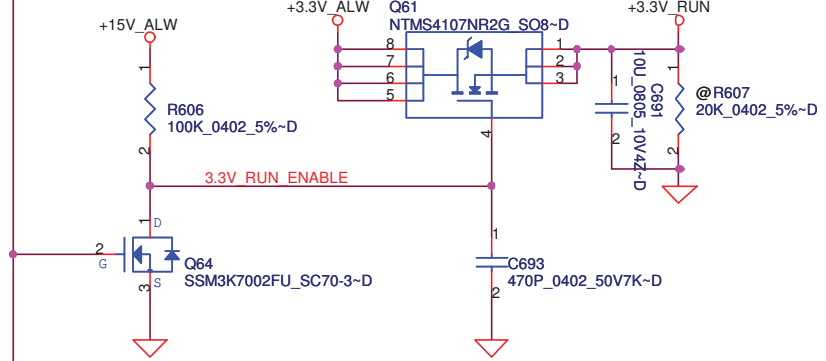 +15V_ALW
+3.3V_ALW
Q61
NTMS4107NR2G_SO8~D
+3.3V_RUN
8
7
6
5
1
2
3
4
1
R606
100K_0402_5%~D
2
1
C691
10U_0805_10V4Z~D
2
1
@R607
20K_0402_5%~D
2
3.3V_RUN_ENABLE
1
D
2
G
Q64
SSM3K7002FU_SC70-3~D
S
3
1
C693
470P_0402_50V7K~D
2